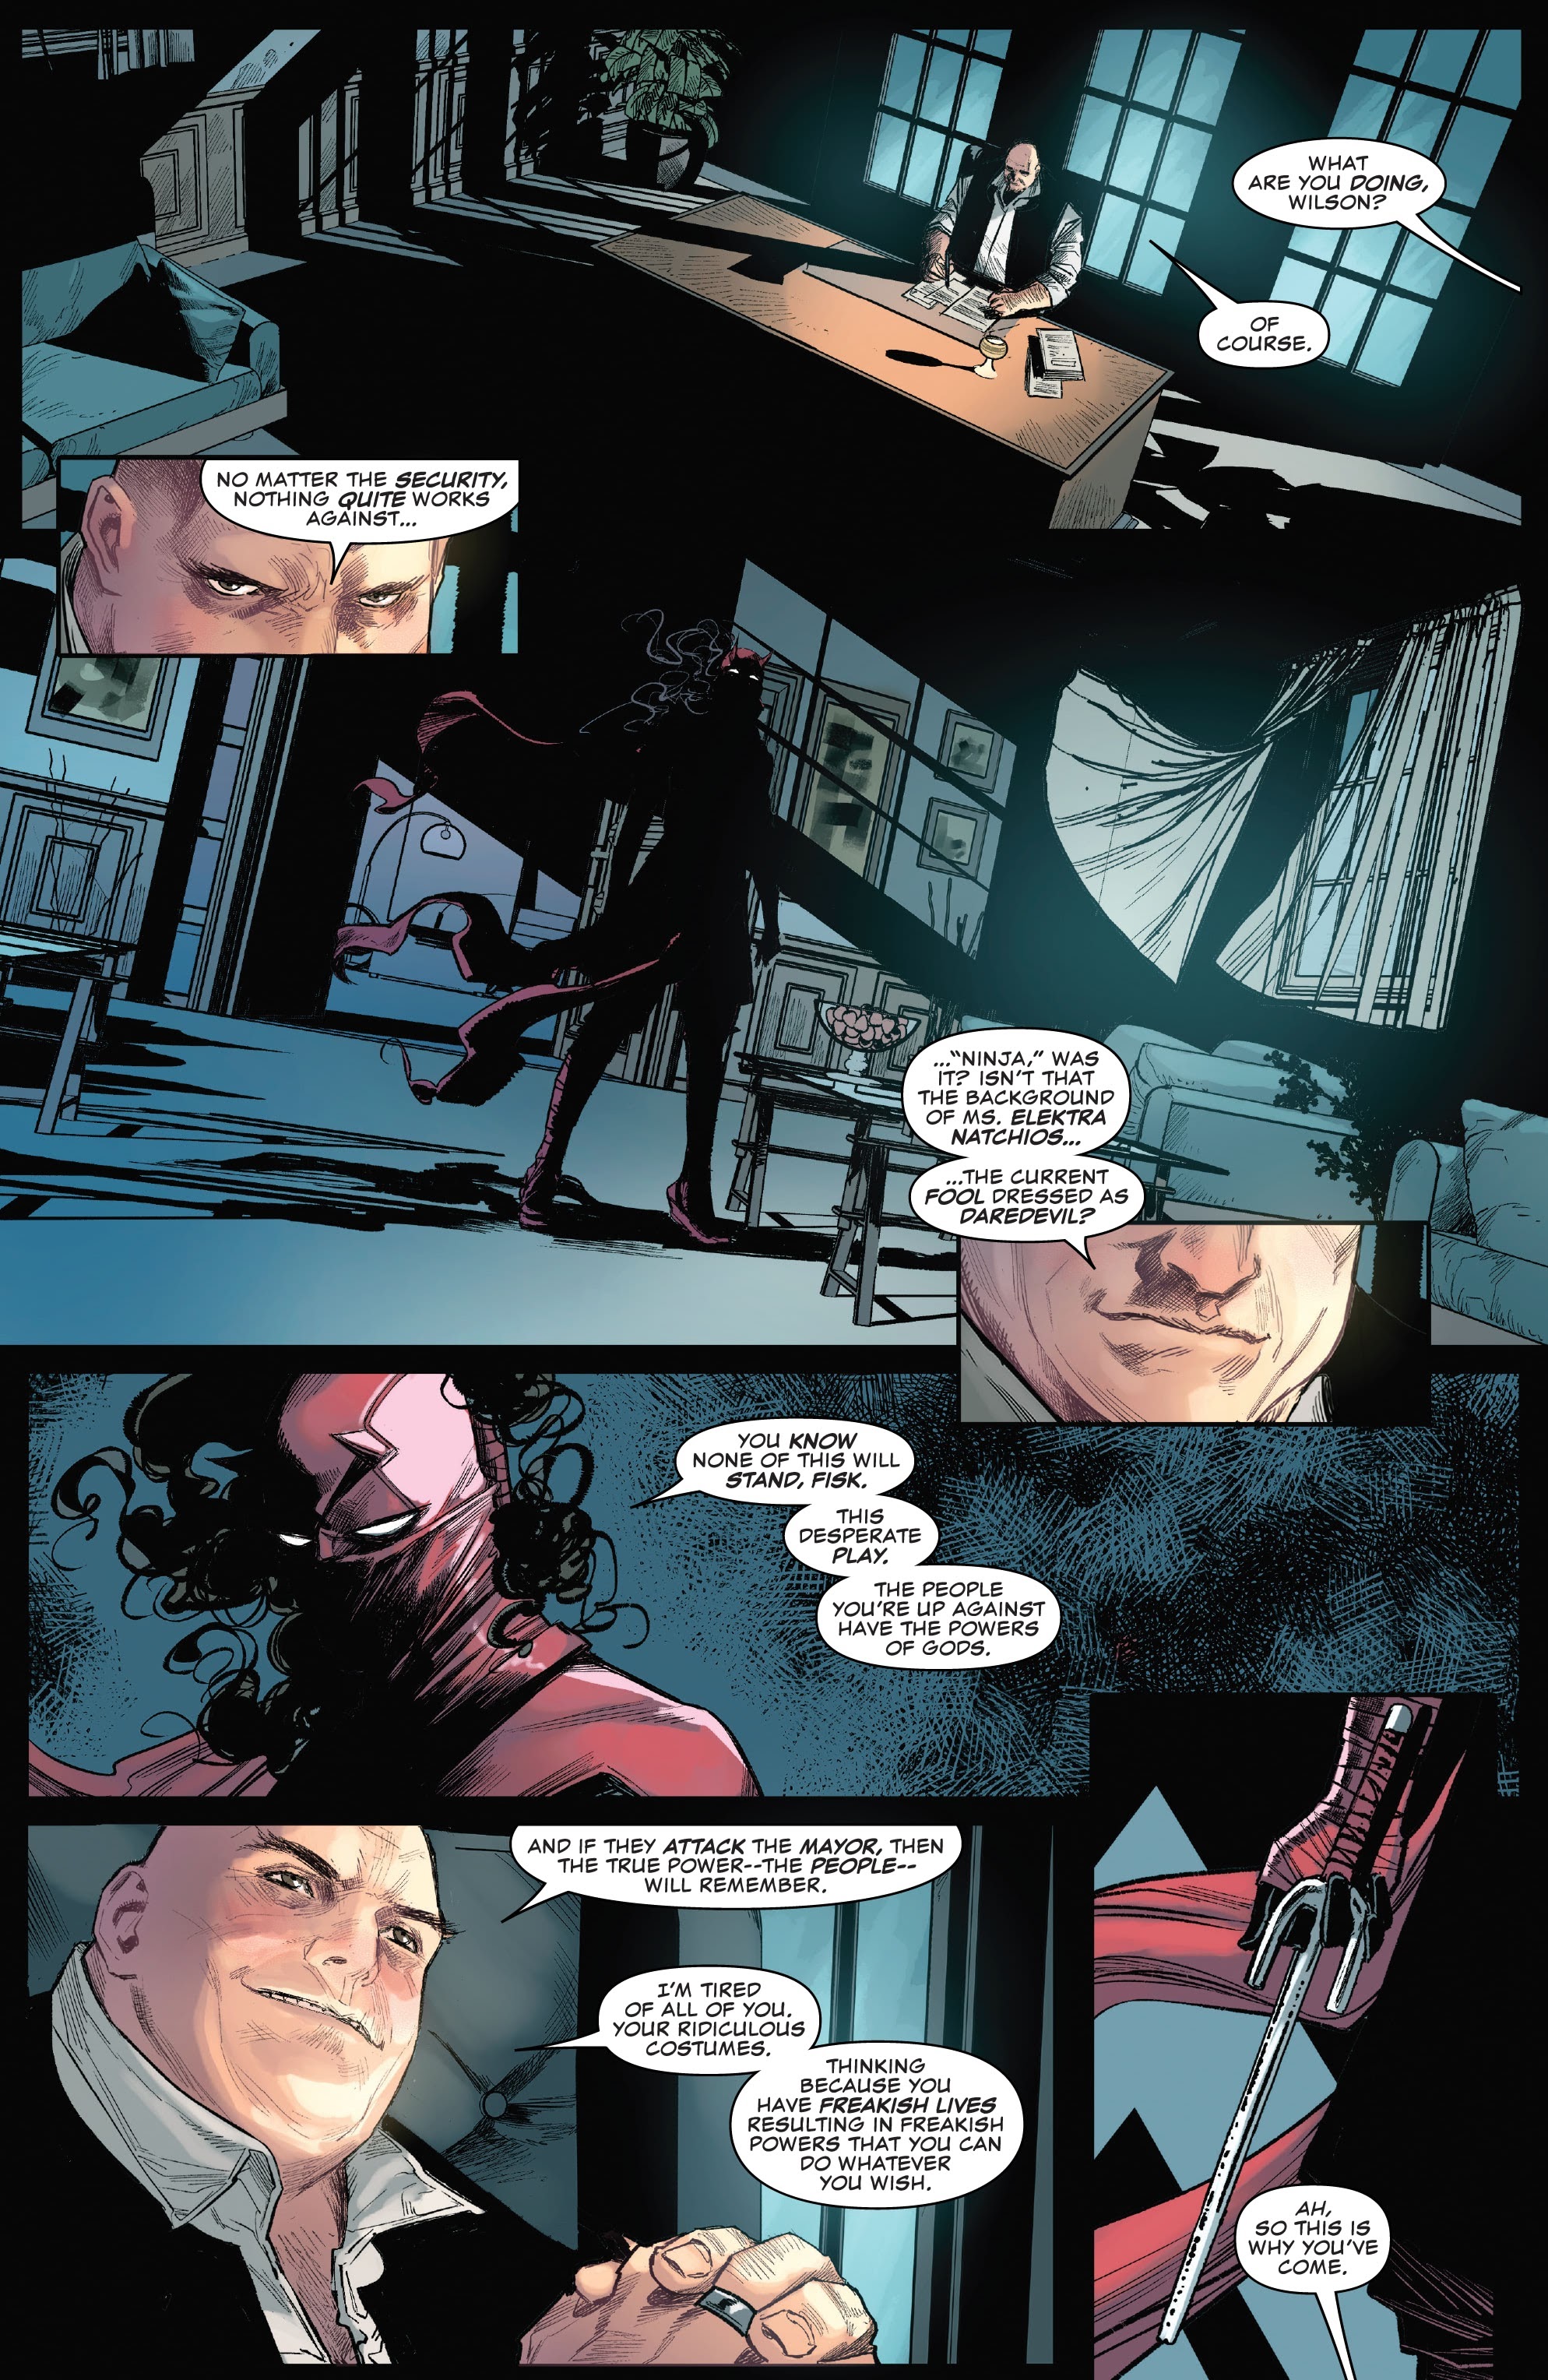 WHAT
ARE YOU DOING,
WILSON?
OF
COURSE.
NO MATTER THE SECURITY,
NOTHING QUITE WORKS
AGAINST...
..."NINJA," WAS
IT? ISN'T THAT
THE BACKGROUND
OF MS. ELEKTRA
NATCHIOS...
...THE CURRENT
FOOL DRESSED AS
DAREDEVIL?
YOU KNOW
NONE OF THIS WILL
STAND, FISK.
THIS
DESPERATE
PLAY.
THE PEOPLE
YOU'RE UP AGAINST
HAVE THE POWERS
OF GODS.
AND IF THEY ATTACK THE MAYOR, THEN
THE TRUE POWER--THE PEOPLE--
WILL REMEMBER.
I'M TIRED
OF ALL OF YOU.
YOUR RIDICULOUS
COSTUMES.
THINKING
BECAUSE YOU
HAVE FREAKISH LIVES
RESULTING IN FREAKISH
POWERS THAT YOU CAN
DO WHATEVER
YOU WISH.
AH,
SO THIS IS
WHY YOU'VE
COME.